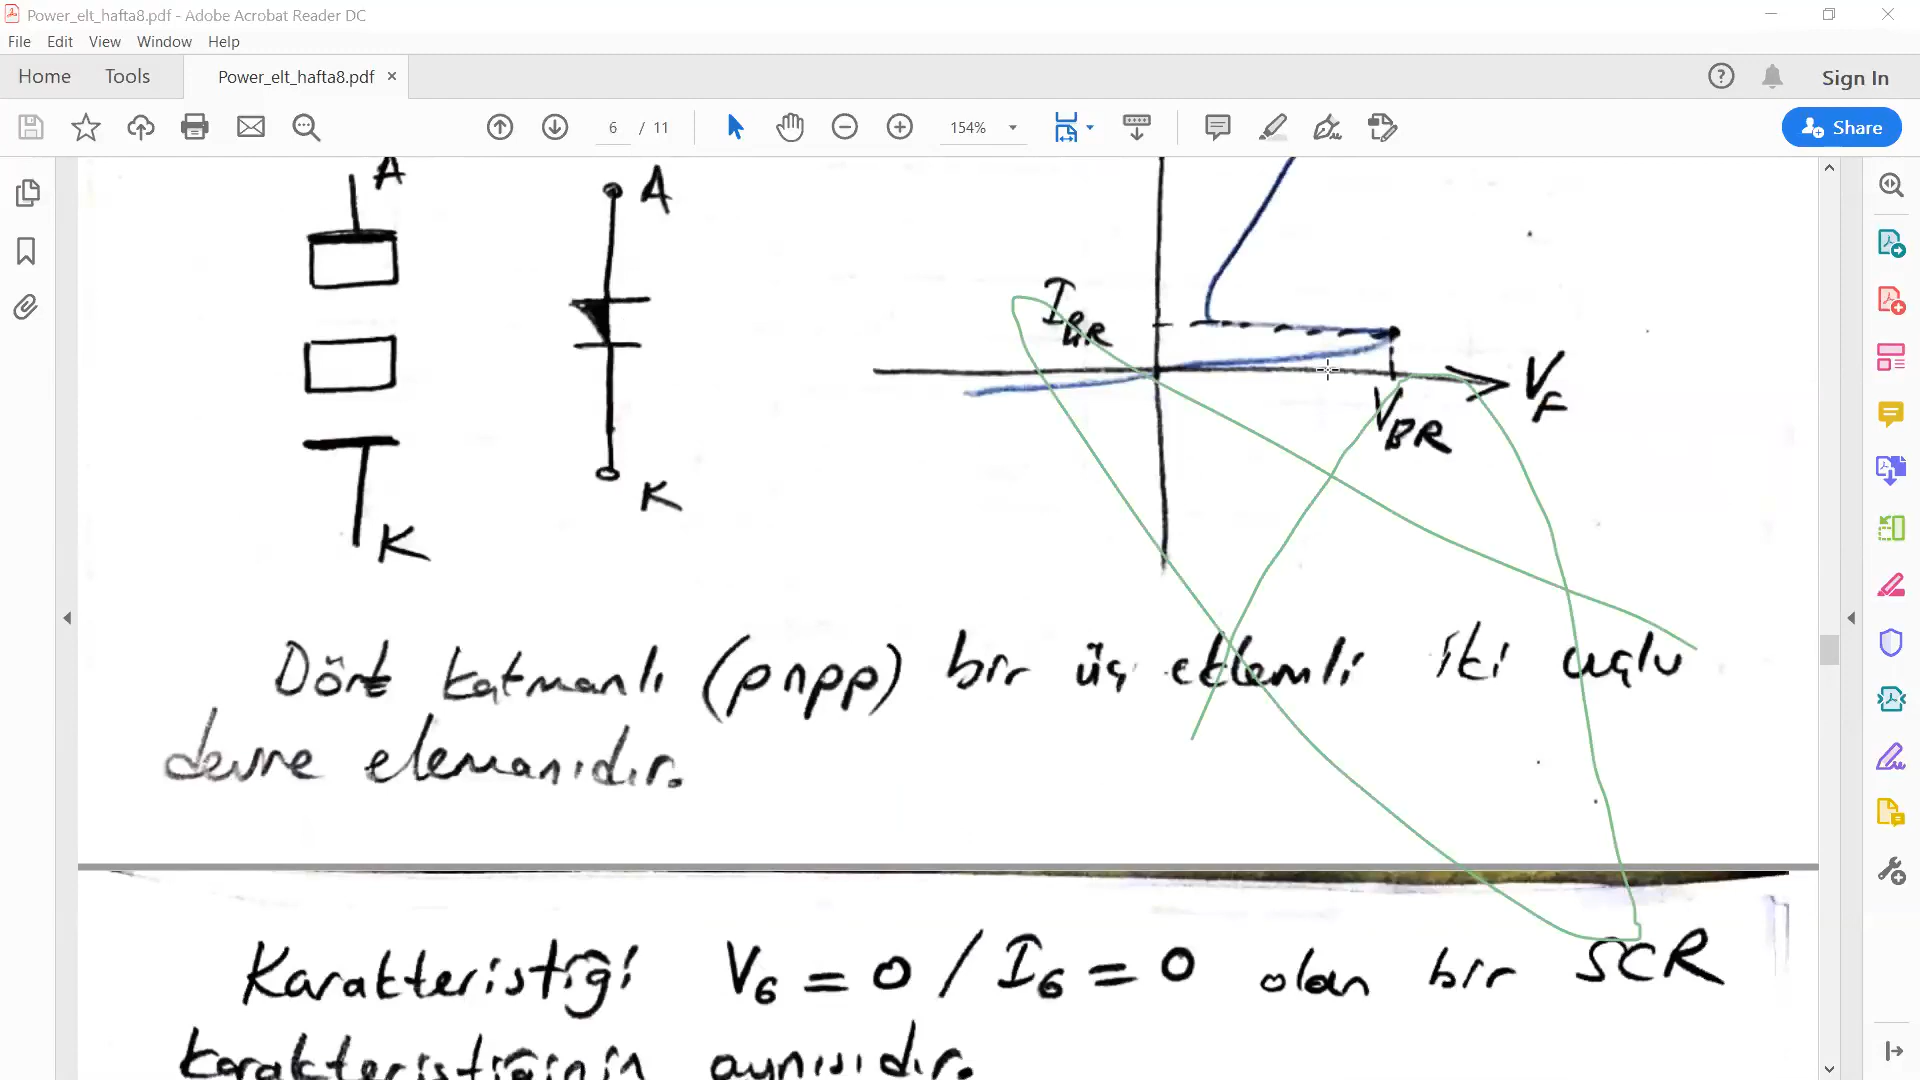 Power_elt_hafta8.pdf - Adobe Acrobat Reader DC
File Edit View Window Help
Home Tools Power_elt_hafta8.pdf × Sign In
6 / 11 154% Share
A
A
I_BR
V_F
V_BR
K
K
Dört katmanlı (pnpp) bir üç eklemli iki uçlu
devre elemanıdır.
Karakteristiği V_G = 0 / I_G = 0 olan bir SCR
karakteristiğinin aynısıdır.